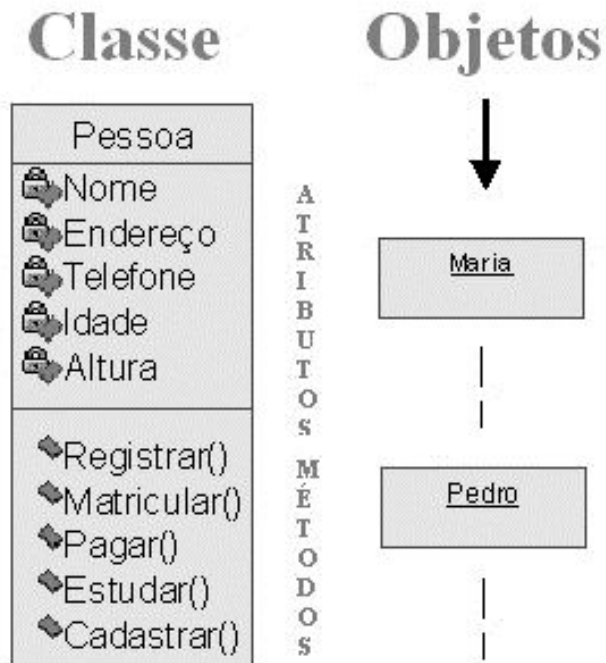 Classe
Objetos
Pessoa
Nome
Endereço
Telefone
Idade
Altura
Registrar()
Matricular()
Pagar()
Estudar()
Cadastrar()
ATRIBUTOS
MÉTODOS
Maria
Pedro